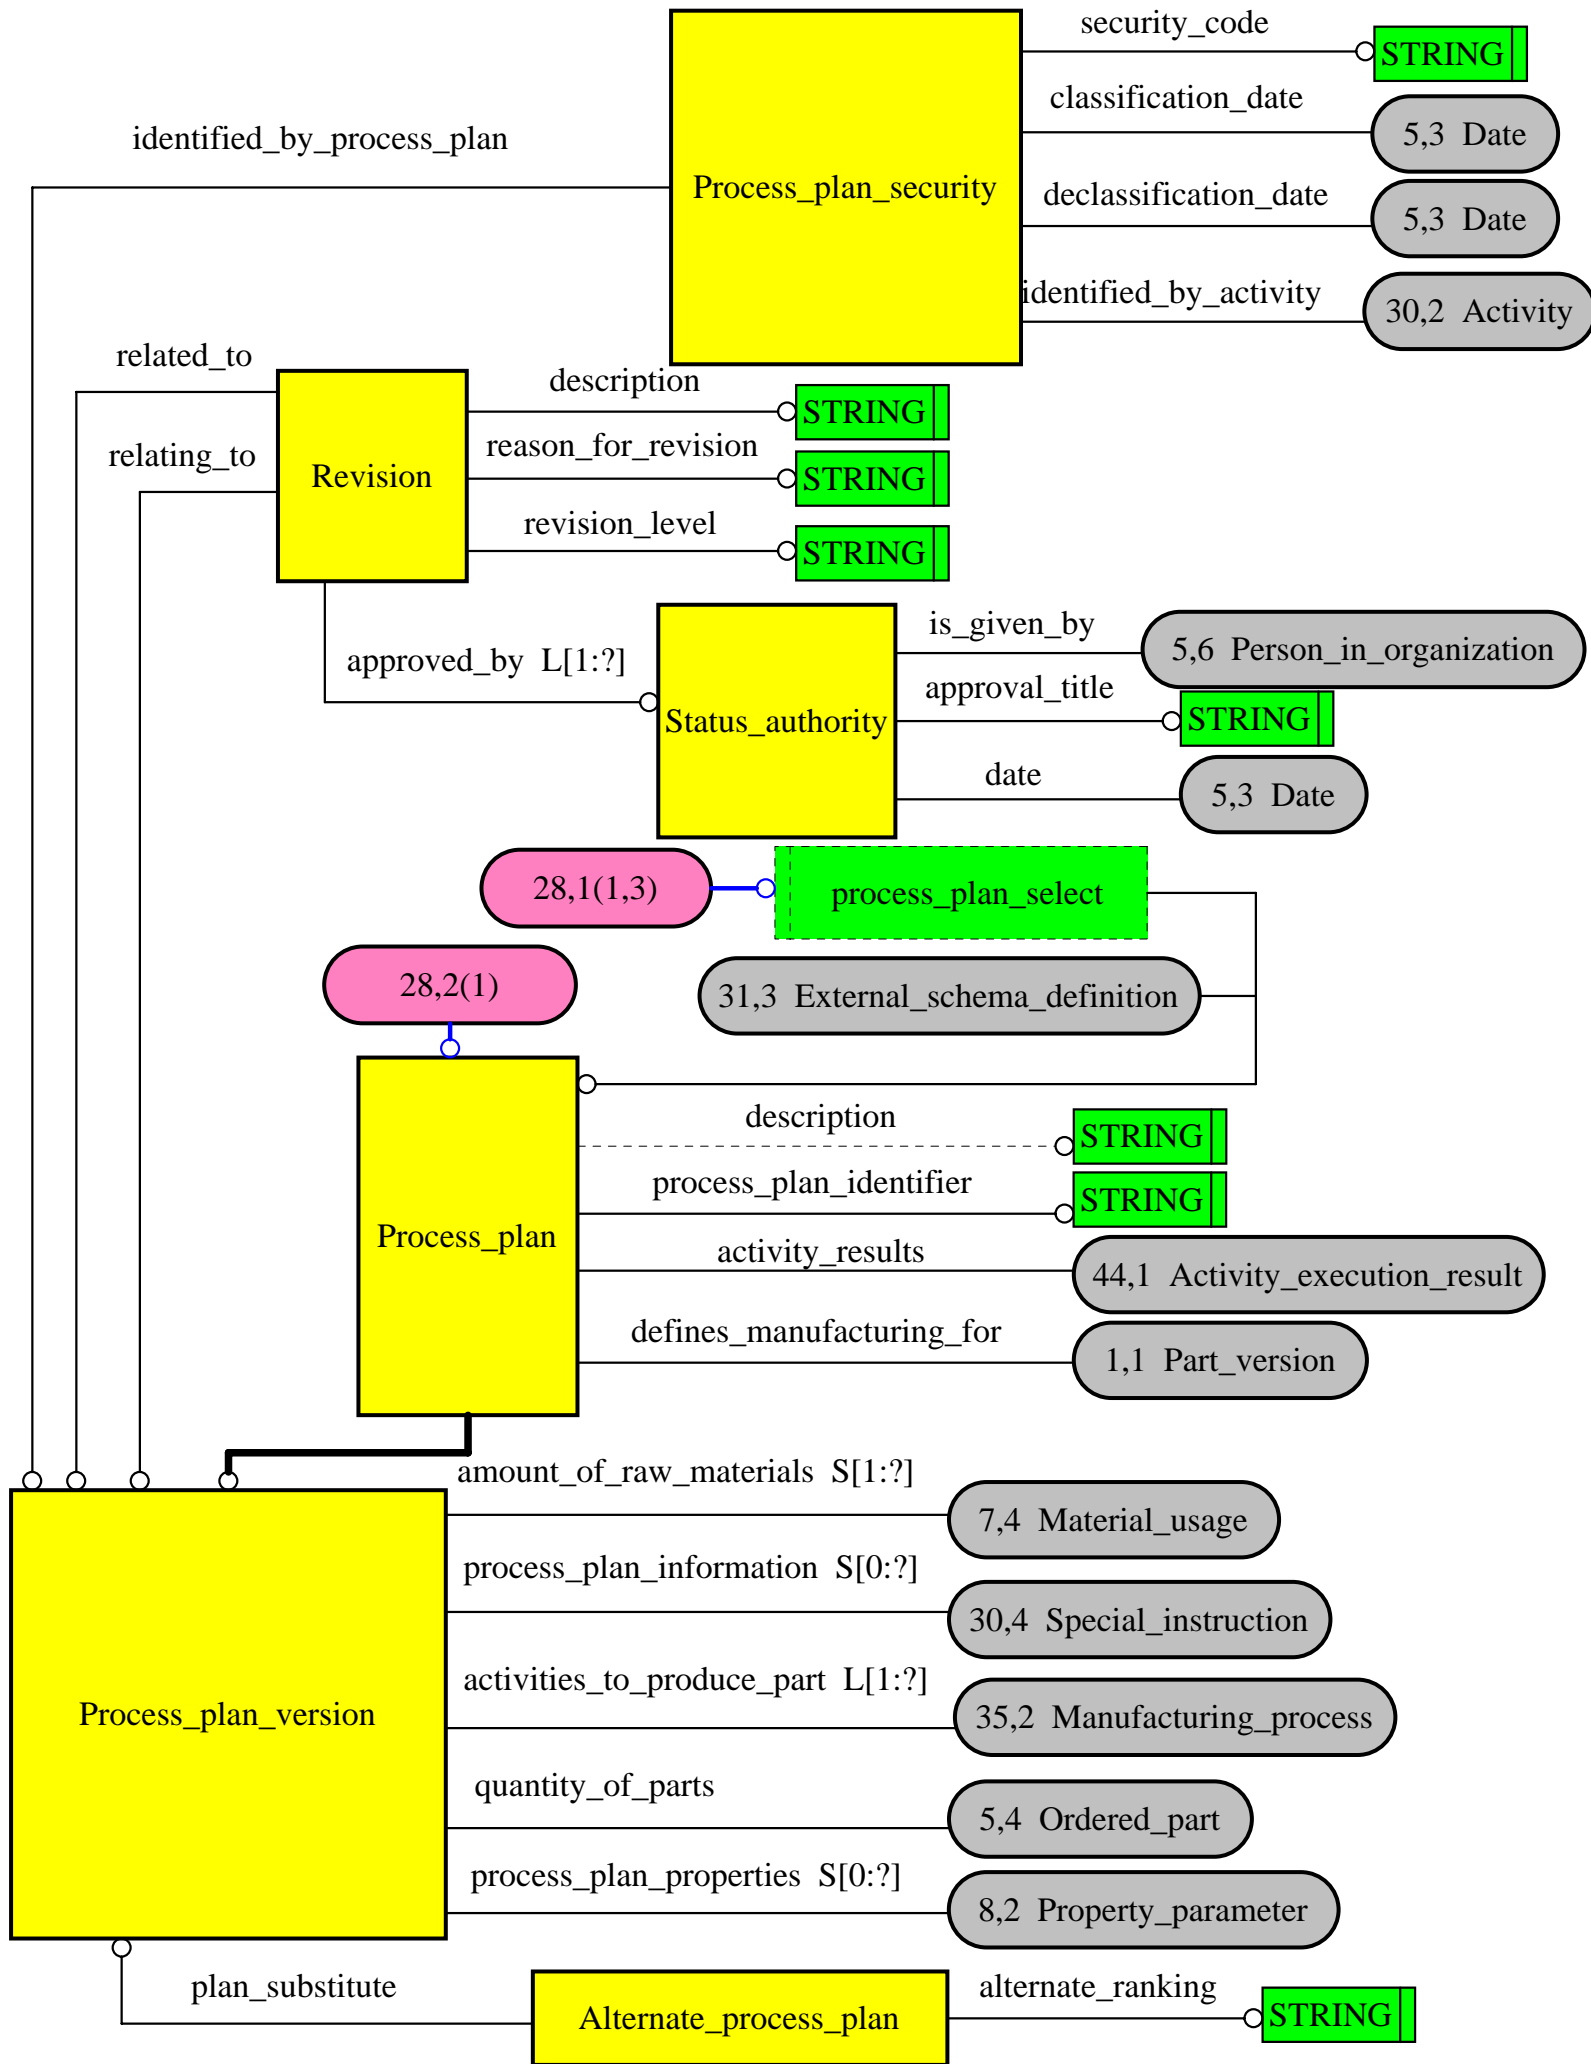 security_code
STRING
classification_date
5,3 Date
identified_by_process_plan
Process_plan_security
declassification_date
5,3 Date
identified_by_activity
30,2 Activity
related_to
description
STRING
relating_to
Revision
reason_for_revision
STRING
revision_level
STRING
is_given_by
5,6 Person_in_organization
approved_by L[1:?]
approval_title
STRING
Status_authority
date
5,3 Date
28,1(1,3)
process_plan_select
28,2(1)
31,3 External_schema_definition
description
STRING
process_plan_identifier
STRING
Process_plan
activity_results
44,1 Activity_execution_result
defines_manufacturing_for
1,1 Part_version
amount_of_raw_materials S[1:?]
7,4 Material_usage
process_plan_information S[0:?]
30,4 Special_instruction
activities_to_produce_part L[1:?]
35,2 Manufacturing_process
Process_plan_version
quantity_of_parts
5,4 Ordered_part
process_plan_properties S[0:?]
8,2 Property_parameter
plan_substitute
Alternate_process_plan
alternate_ranking
STRING